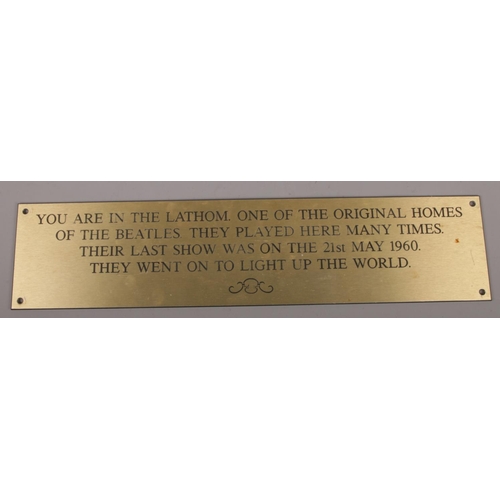 YOU ARE IN THE LATHOM. ONE OF THE ORIGINAL HOMES
OF THE BEATLES. THEY PLAYED HERE MANY TIMES.
THEIR LAST SHOW WAS ON THE 21st MAY 1960.
THEY WENT ON TO LIGHT UP THE WORLD.